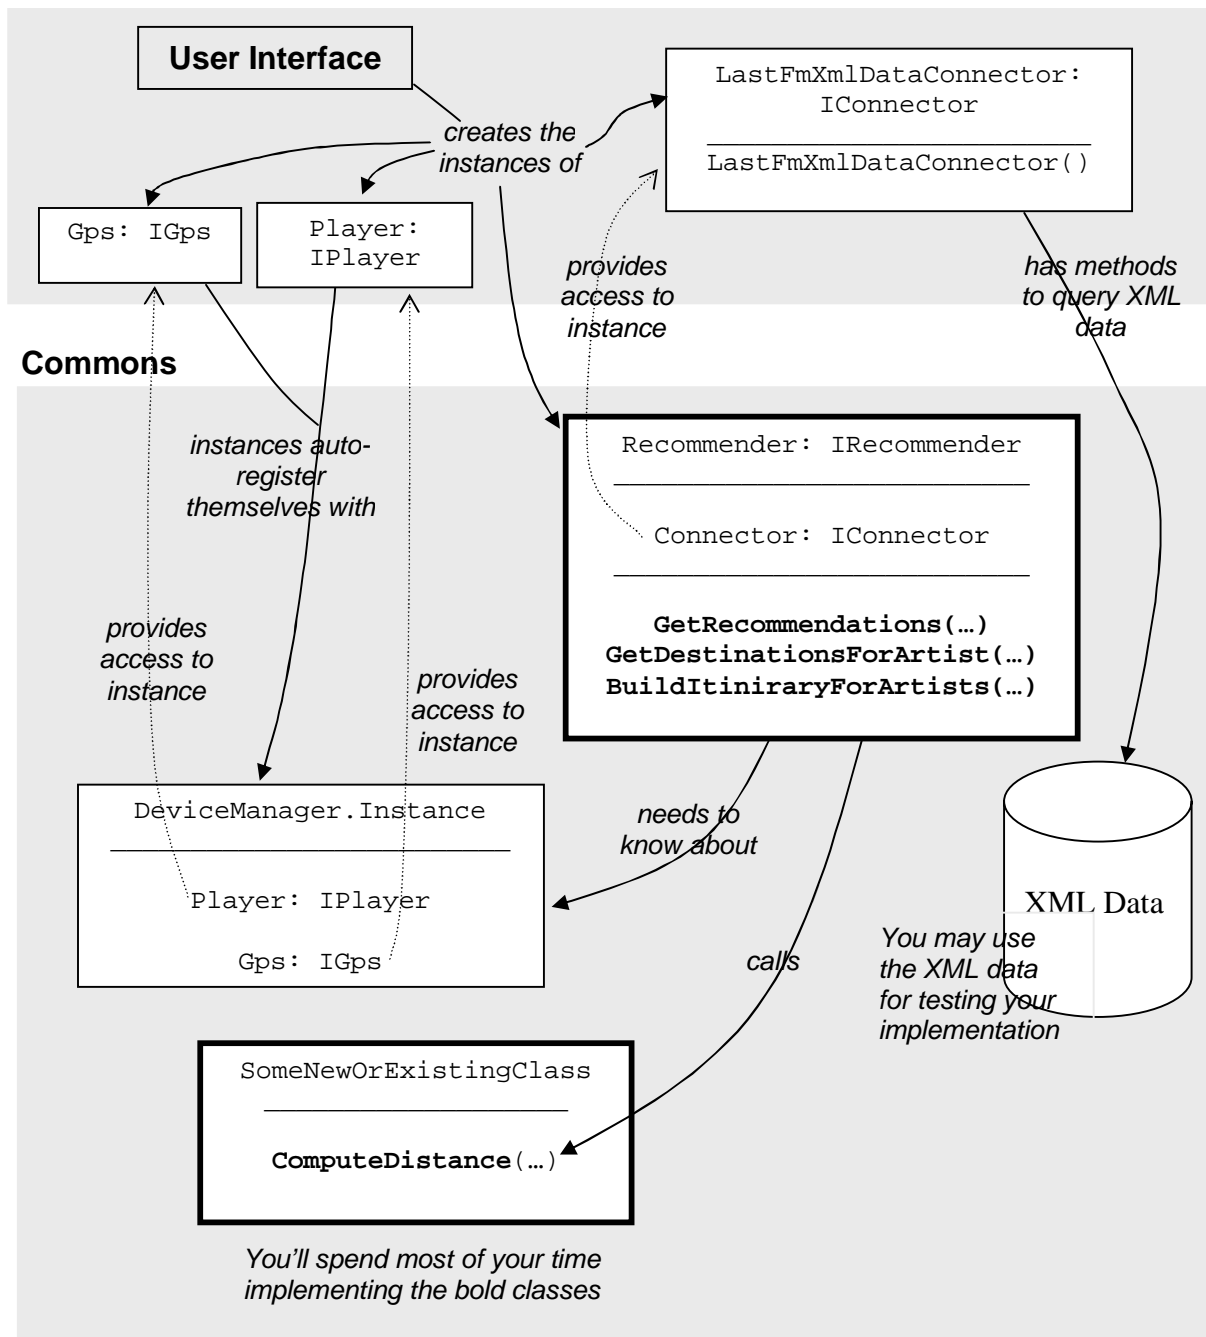 User Interface
LastFmXmlDataConnector:
IConnector
LastFmXmlDataConnector()
creates the
instances of
Gps: IGps
Player:
IPlayer
provides
access to
instance
has methods
to query XML
data
Commons
instances auto-
register
themselves with
Recommender: IRecommender
Connector: IConnector
GetRecommendations(…)
GetDestinationsForArtist(…)
BuildItiniraryForArtists(…)
provides
access to
instance
provides
access to
instance
DeviceManager.Instance
Player: IPlayer
Gps: IGps
needs to
know about
XML Data
You may use
the XML data
for testing your
implementation
calls
SomeNewOrExistingClass
ComputeDistance(…)
You'll spend most of your time
implementing the bold classes